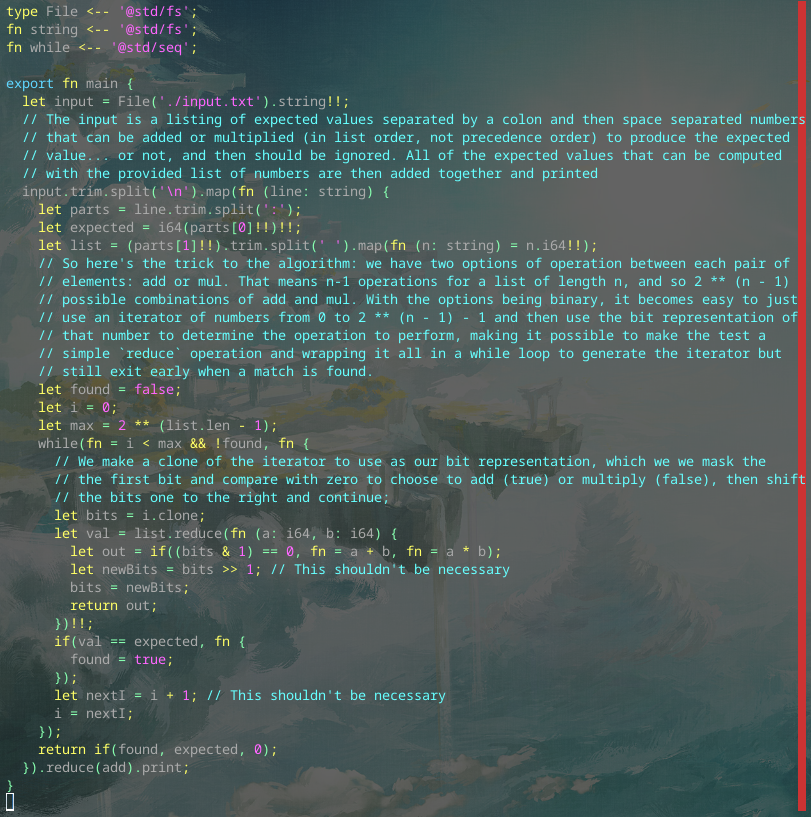 type File <-- '@std/fs';
fn string <-- '@std/fs';
fn while <-- '@std/seq';

export fn main {
  let input = File('./input.txt').string!!;
  // The input is a listing of expected values separated by a colon and then space separated numbers
  // that can be added or multiplied (in list order, not precedence order) to produce the expected
  // value... or not, and then should be ignored. All of the expected values that can be computed
  // with the provided list of numbers are then added together and printed
  input.trim.split('\n').map(fn (line: string) {
    let parts = line.trim.split(':');
    let expected = i64(parts[0]!!)!!;
    let list = (parts[1]!!).trim.split(' ').map(fn (n: string) = n.i64!!);
    // So here's the trick to the algorithm: we have two options of operation between each pair of
    // elements: add or mul. That means n-1 operations for a list of length n, and so 2 ** (n - 1)
    // possible combinations of add and mul. With the options being binary, it becomes easy to just
    // use an iterator of numbers from 0 to 2 ** (n - 1) - 1 and then use the bit representation of
    // that number to determine the operation to perform, making it possible to make the test a
    // simple `reduce` operation and wrapping it all in a while loop to generate the iterator but
    // still exit early when a match is found.
    let found = false;
    let i = 0;
    let max = 2 ** (list.len - 1);
    while(fn = i < max && !found, fn {
      // We make a clone of the iterator to use as our bit representation, which we we mask the
      // the first bit and compare with zero to choose to add (true) or multiply (false), then shift
      // the bits one to the right and continue;
      let bits = i.clone;
      let val = list.reduce(fn (a: i64, b: i64) {
        let out = if((bits & 1) == 0, fn = a + b, fn = a * b);
        let newBits = bits >> 1; // This shouldn't be necessary
        bits = newBits;
        return out;
      })!!;
      if(val == expected, fn {
        found = true;
      });
      let nextI = i + 1; // This shouldn't be necessary
      i = nextI;
    });
    return if(found, expected, 0);
  }).reduce(add).print;
}